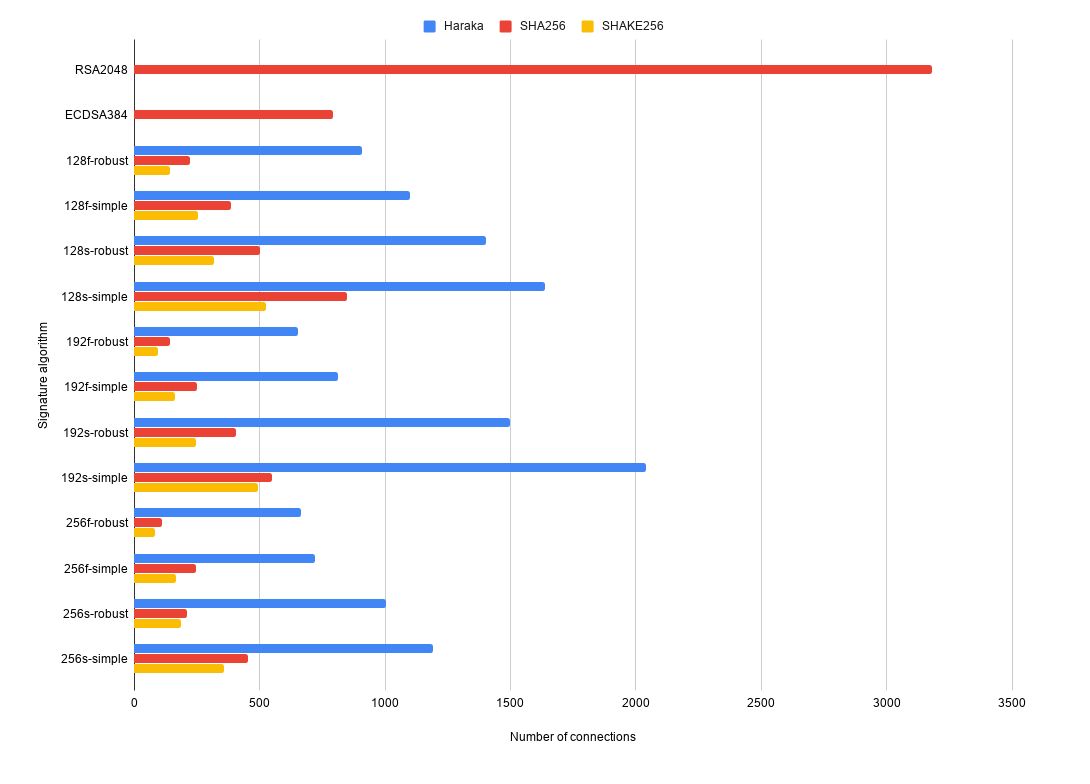 Haraka SHA256 SHAKE256
RSA2048
ECDSA384
128f-robust
128f-simple
128s-robust
128s-simple
192f-robust
192f-simple
192s-robust
192s-simple
256f-robust
256f-simple
256s-robust
256s-simple
Signature algorithm
0 500 1000 1500 2000 2500 3000 3500
Number of connections